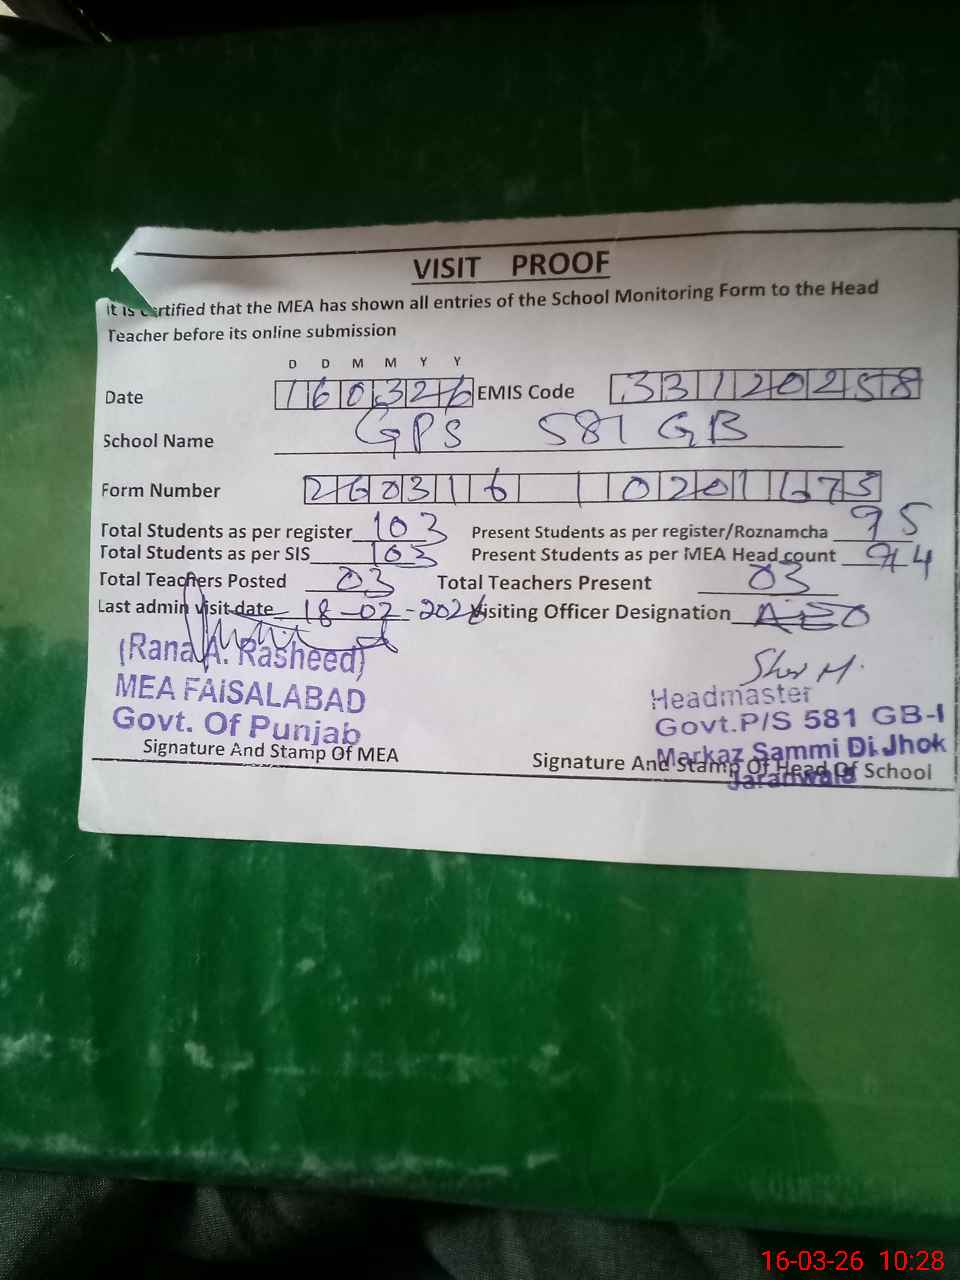 VISIT PROOF
It is certified that the MEA has shown all entries of the School Monitoring Form to the Head
Teacher before its online submission
D D M M Y Y
Date 160326 EMIS Code 33120258
School Name GPS 581 GB
Form Number 260316 1 0201673
Total Students as per register 103 Present Students as per register/Roznamcha 95
Total Students as per SIS 103 Present Students as per MEA Head count 94
Total Teachers Posted 03 Total Teachers Present 03
Last admin visit date 18-02-2026 Visiting Officer Designation AEO
(Rana A. Rasheed)
MEA FAISALABAD
Govt. Of Punjab
Signature And Stamp Of MEA
Headmaster
Govt.P/S 581 GB-I
Markaz Sammi Di Jhok
Jaranwala
Signature And Stamp Of Head Of School
16-03-26 10:28